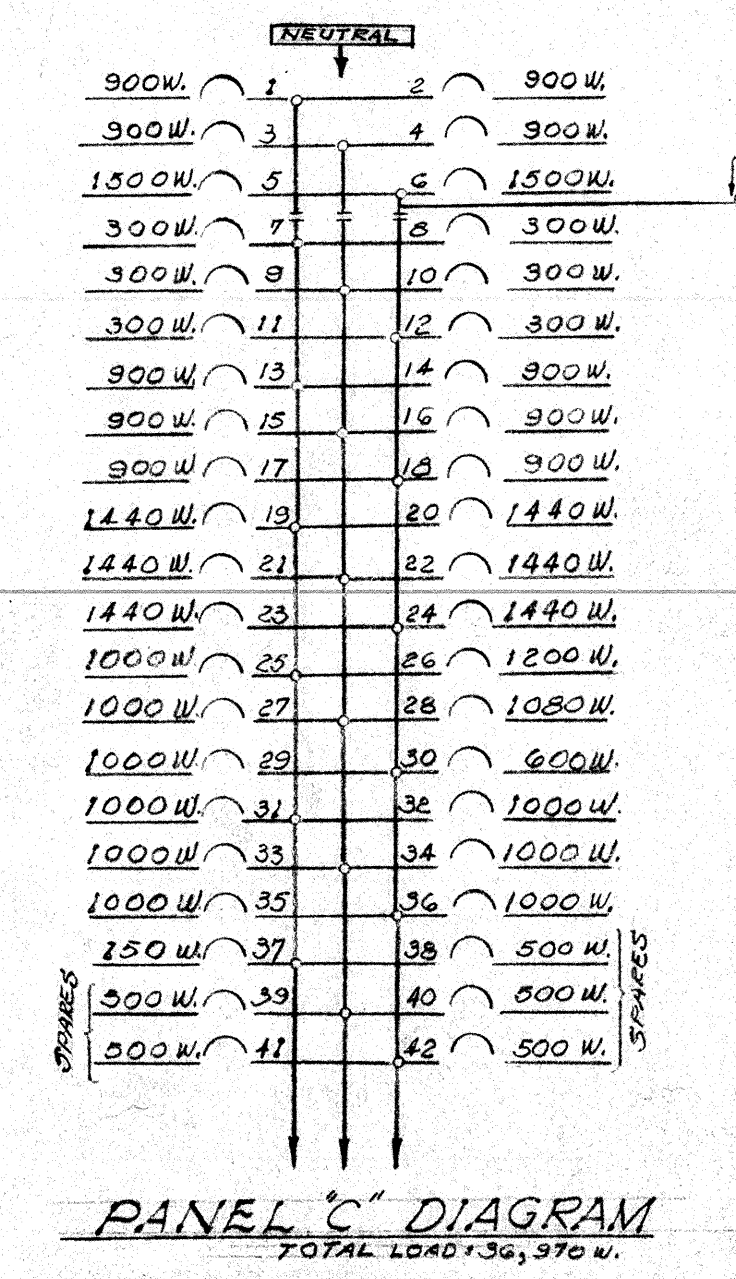 NEUTRAL
900W. 1 2 900W.
900W. 3 4 900W.
1500W. 5 6 1500W.
300W. 7 8 300W.
300W. 9 10 300W.
300W. 11 12 300W.
900W. 13 14 900W.
900W. 15 16 900W.
900W 17 18 900W.
1440W. 19 20 1440W.
1440W. 21 22 1440W.
1440W. 23 24 1440W.
1000W 25 26 1200W.
1000W. 27 28 1080W.
1000W. 29 30 600W.
1000W. 31 32 1000W.
1000W 33 34 1000W.
1000W. 35 36 1000W.
150W. 37 38 500W.
500W. 39 40 500W.
500W. 41 42 500W.
SPARES
SPARES
PANEL "C" DIAGRAM
TOTAL LOAD: 36,970 W.